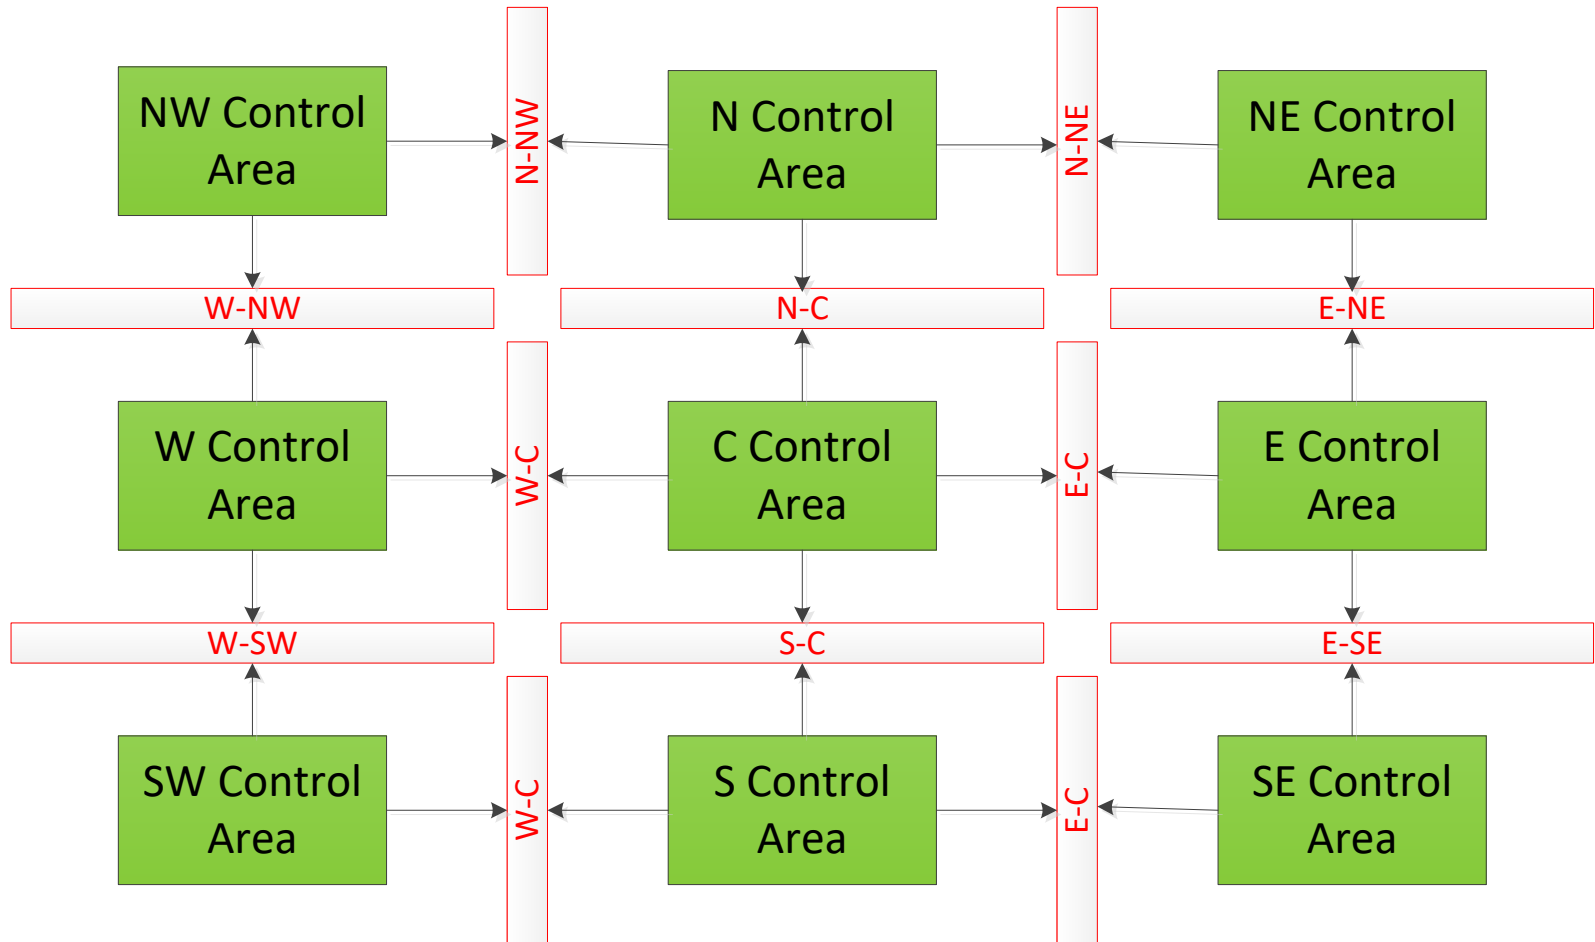 NW Control
Area
N-NW
N Control
Area
N-NE
NE Control
Area
W-NW
N-C
E-NE
W Control
Area
W-C
C Control
Area
E-C
E Control
Area
W-SW
S-C
E-SE
SW Control
Area
W-C
S Control
Area
E-C
SE Control
Area